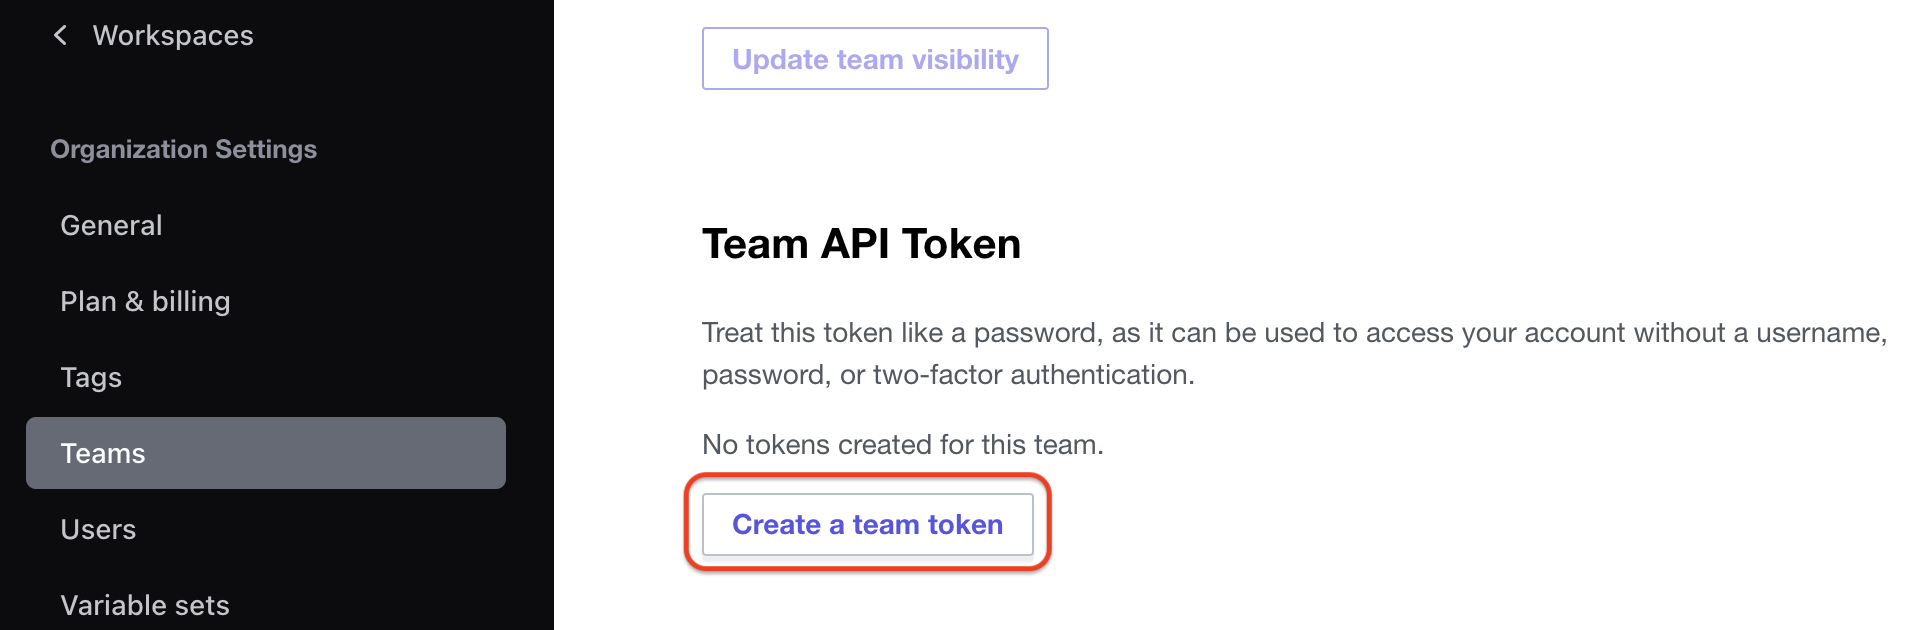 Workspaces
Organization Settings
General
Plan & billing
Tags
Teams
Users
Variable sets
Update team visibility
Team API Token
Treat this token like a password, as it can be used to access your account without a username,
password, or two-factor authentication.
No tokens created for this team.
Create a team token